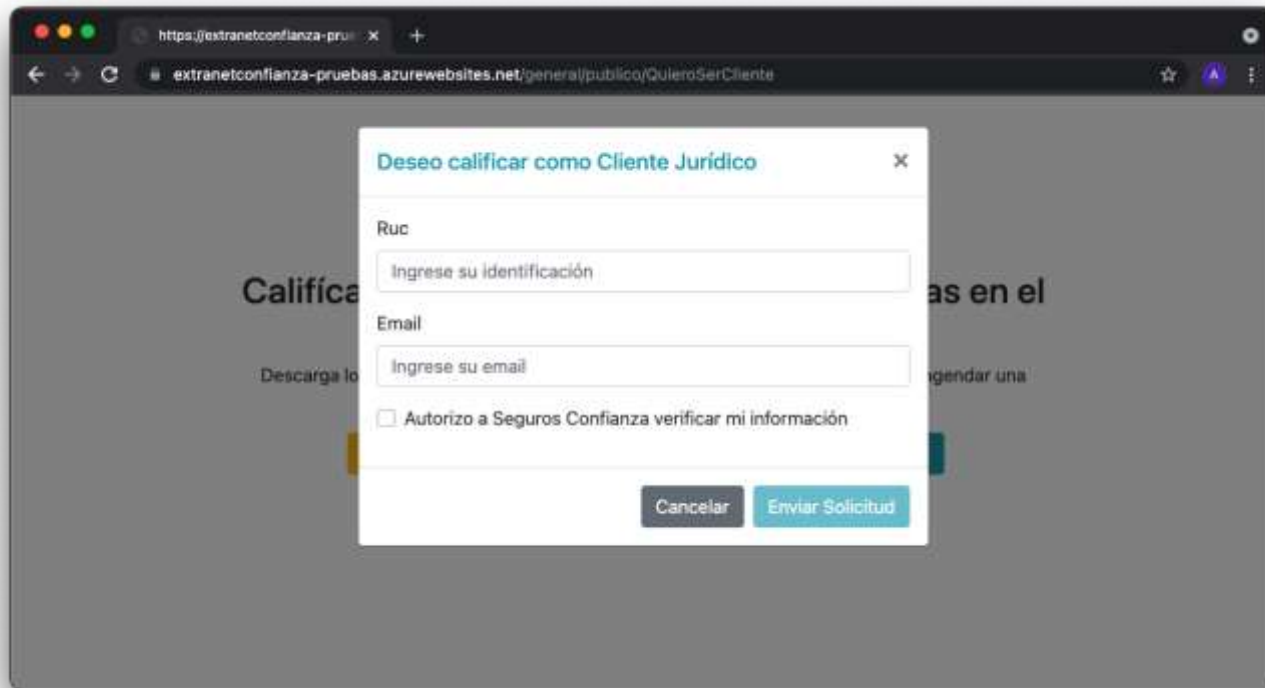 https://extranetconfianza-pru
extranetconfianza-pruebas.azurewebsites.net/general/publico/QuieroSerCliente
A
Deseo calificar como Cliente Jurídico
Ruc
Ingrese su identificación
Califíca as en el
Email
Ingrese su email
Descarga lo gendar una
Autorizo a Seguros Confianza verificar mi información
Cancelar Enviar Solicitud